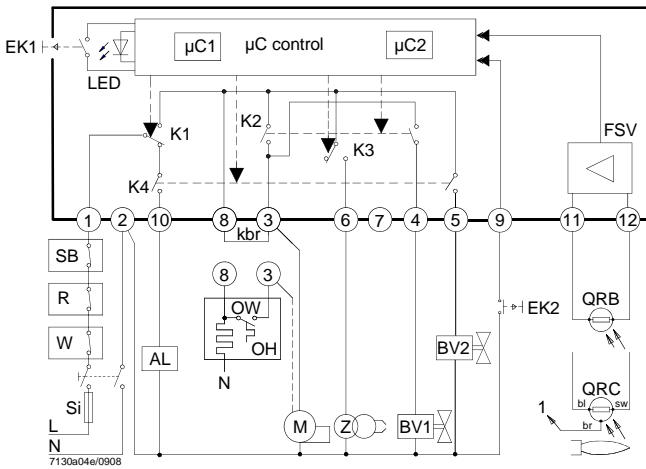 EK1
LED
µC1
µC control
µC2
FSV
K1
K2
K3
K4
1
2
10
8
3
6
7
4
5
9
11
12
kbr
SB
R
W
Si
L
N
AL
8
3
OW
OH
N
M
Z
BV1
BV2
EK2
QRB
QRC
bl
sw
br
1
7130a04e/0908